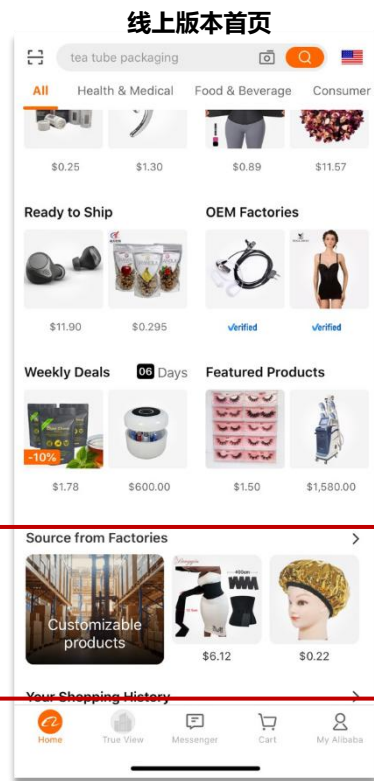 线上版本首页
tea tube packaging
All Health & Medical Food & Beverage Consumer
$0.25 $1.30 $0.89 $11.57
Ready to Ship OEM Factories
$11.90 $0.295 Verified Verified
Weekly Deals 06 Days Featured Products
-10%
$1.78 $600.00 $1.50 $1,580.00
Source from Factories
Customizable
products
400cm
$6.12 $0.22
Your Shopping History
Home True View Messenger Cart My Alibaba